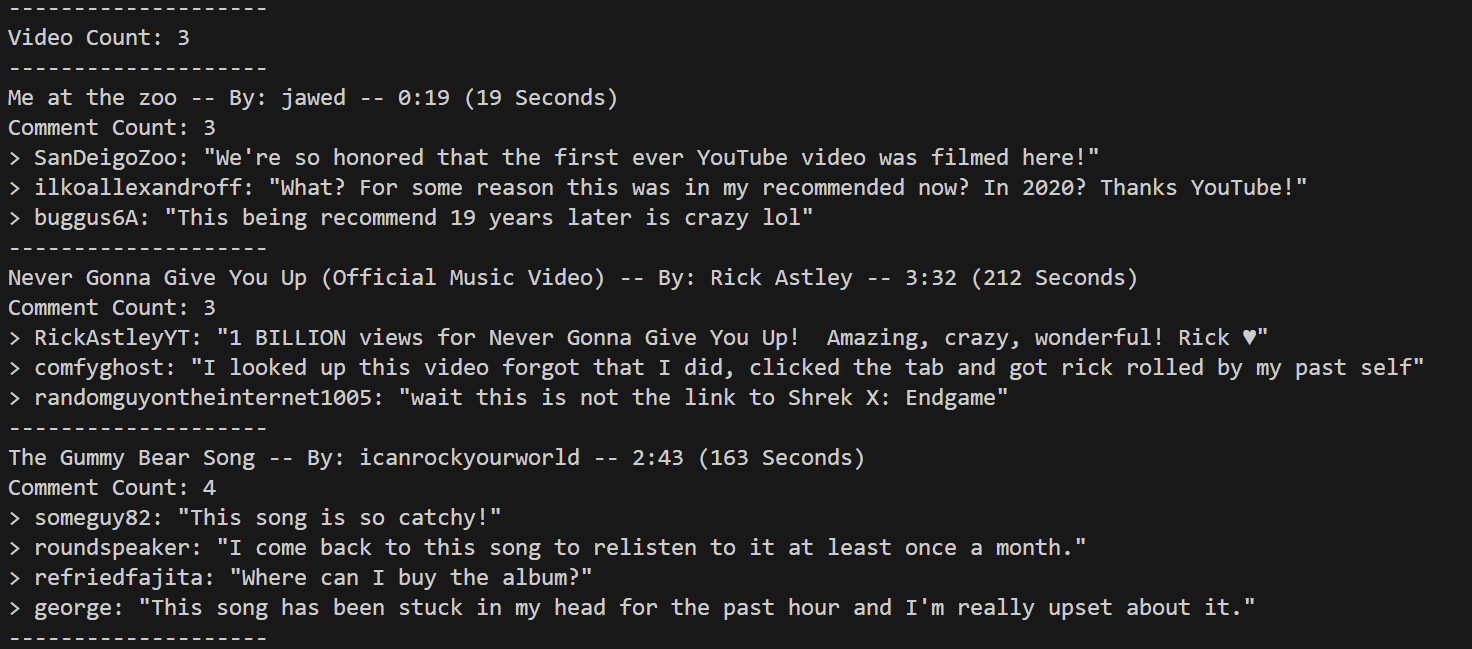 --------------------
Video Count: 3
--------------------
Me at the zoo -- By: jawed -- 0:19 (19 Seconds)
Comment Count: 3
> SanDeigoZoo: "We're so honored that the first ever YouTube video was filmed here!"
> ilkoallexandroff: "What? For some reason this was in my recommended now? In 2020? Thanks YouTube!"
> buggus6A: "This being recommend 19 years later is crazy lol"
--------------------
Never Gonna Give You Up (Official Music Video) -- By: Rick Astley -- 3:32 (212 Seconds)
Comment Count: 3
> RickAstleyYT: "1 BILLION views for Never Gonna Give You Up!  Amazing, crazy, wonderful! Rick ♥"
> comfyghost: "I looked up this video forgot that I did, clicked the tab and got rick rolled by my past self"
> randomguyontheinternet1005: "wait this is not the link to Shrek X: Endgame"
--------------------
The Gummy Bear Song -- By: icanrockyourworld -- 2:43 (163 Seconds)
Comment Count: 4
> someguy82: "This song is so catchy!"
> roundspeaker: "I come back to this song to relisten to it at least once a month."
> refriedfajita: "Where can I buy the album?"
> george: "This song has been stuck in my head for the past hour and I'm really upset about it."
--------------------